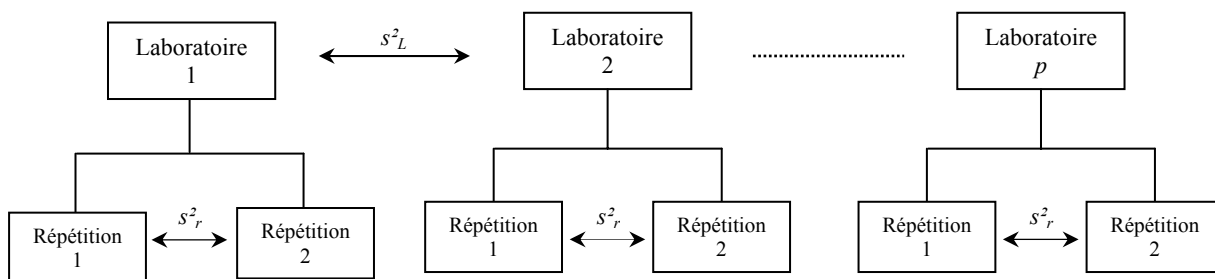 Laboratoire
1
s²L
Laboratoire
2
Laboratoire
p
Répétition
1
s²r
Répétition
2
Répétition
1
s²r
Répétition
2
Répétition
1
s²r
Répétition
2